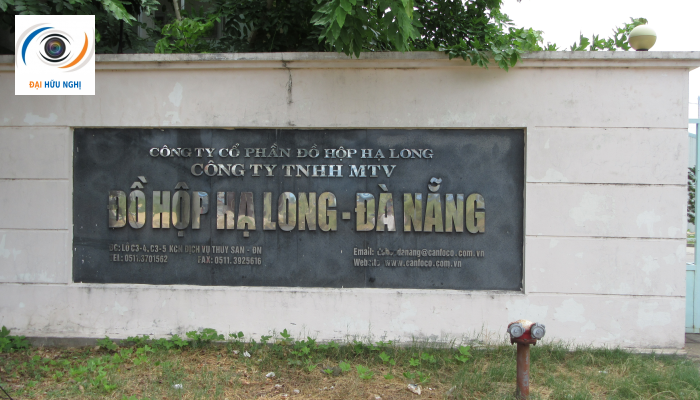 ĐẠI HỮU NGHỊ
CÔNG TY CỔ PHẦN ĐỒ HỘP HẠ LONG
CÔNG TY TNHH MTV
ĐỒ HỘP HẠ LONG - ĐÀ NẴNG
ĐC: LÔ C3-4, C3-5 KCN DỊCH VỤ THỦY SẢN - ĐN
TEL: 0511.3701562 FAX: 0511. 3925616
Email: @canfoco.com.vn
Website: www.canfoco.com.vn